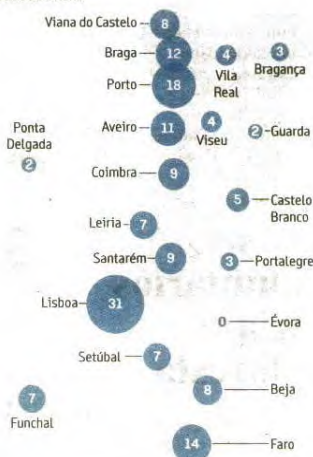 Viana do Castelo 8
Braga 12
4 Vila Real
3 Bragança
Porto 18
Aveiro 11
4 Viseu
2 Guarda
Ponta Delgada 2
Coimbra 9
5 Castelo Branco
Leiria 7
Santarém 9
3 Portalegre
Lisboa 31
0 Évora
Setúbal 7
8 Beja
7 Funchal
14 Faro